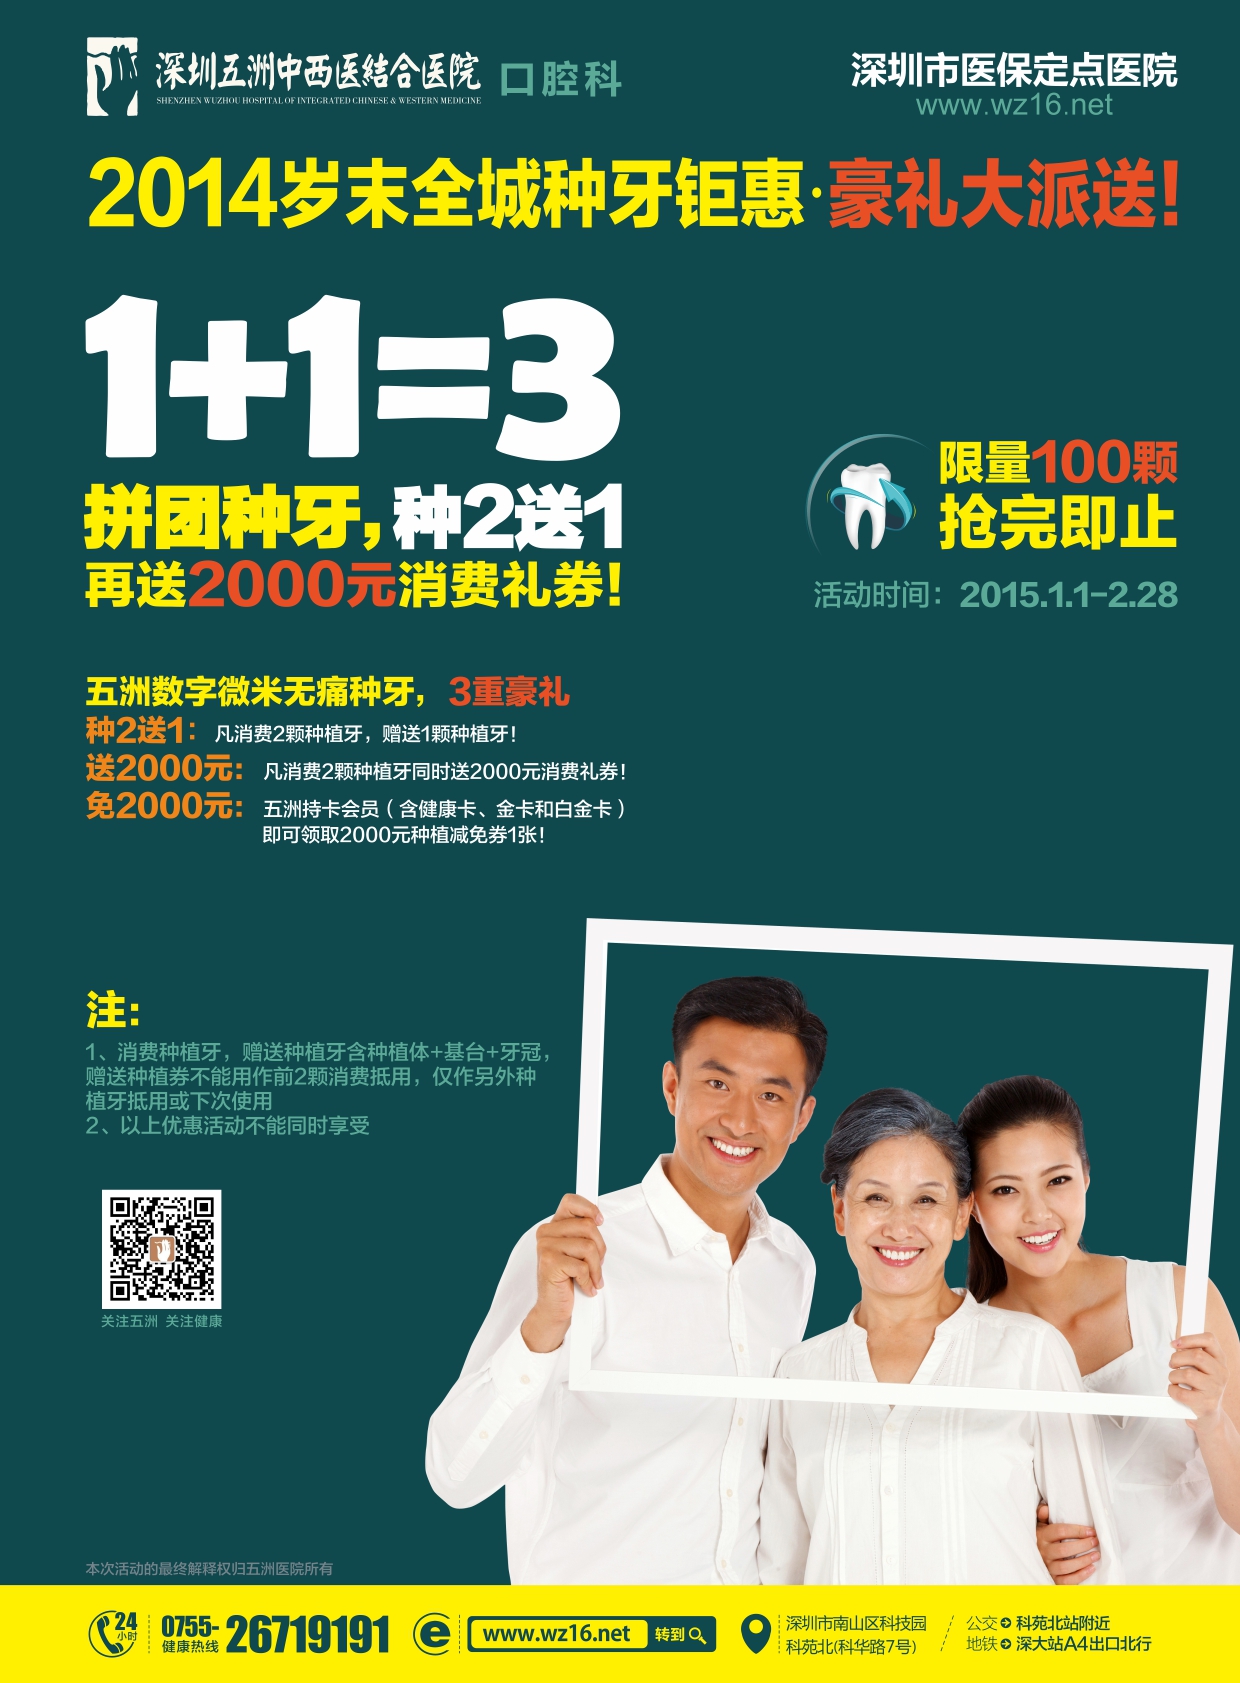 深圳五洲中西医结合医院 口腔科
SHENZHEN WUZHOU HOSPITAL OF INTEGRATED CHINESE & WESTERN MEDICINE
深圳市医保定点医院
www.wz16.net
2014岁末全城种牙钜惠·豪礼大派送!
1+1=3
拼团种牙,种2送1
再送2000元消费礼券!
限量100颗
抢完即止
活动时间：2015.1.1-2.28
五洲数字微米无痛种牙，3重豪礼
种2送1：凡消费2颗种植牙，赠送1颗种植牙!
送2000元：凡消费2颗种植牙同时送2000元消费礼券!
免2000元：五洲持卡会员（含健康卡、金卡和白金卡）
即可领取2000元种植减免券1张!
注：
1、消费种植牙，赠送种植牙含种植体+基台+牙冠，
赠送种植券不能用作前2颗消费抵用，仅作另外种
植牙抵用或下次使用
2、以上优惠活动不能同时享受
关注五洲 关注健康
本次活动的最终解释权归五洲医院所有
24小时
0755-26719191
健康热线
www.wz16.net 转到
深圳市南山区科技园
科苑北(科华路7号)
公交 科苑北站附近
地铁 深大站A4出口北行